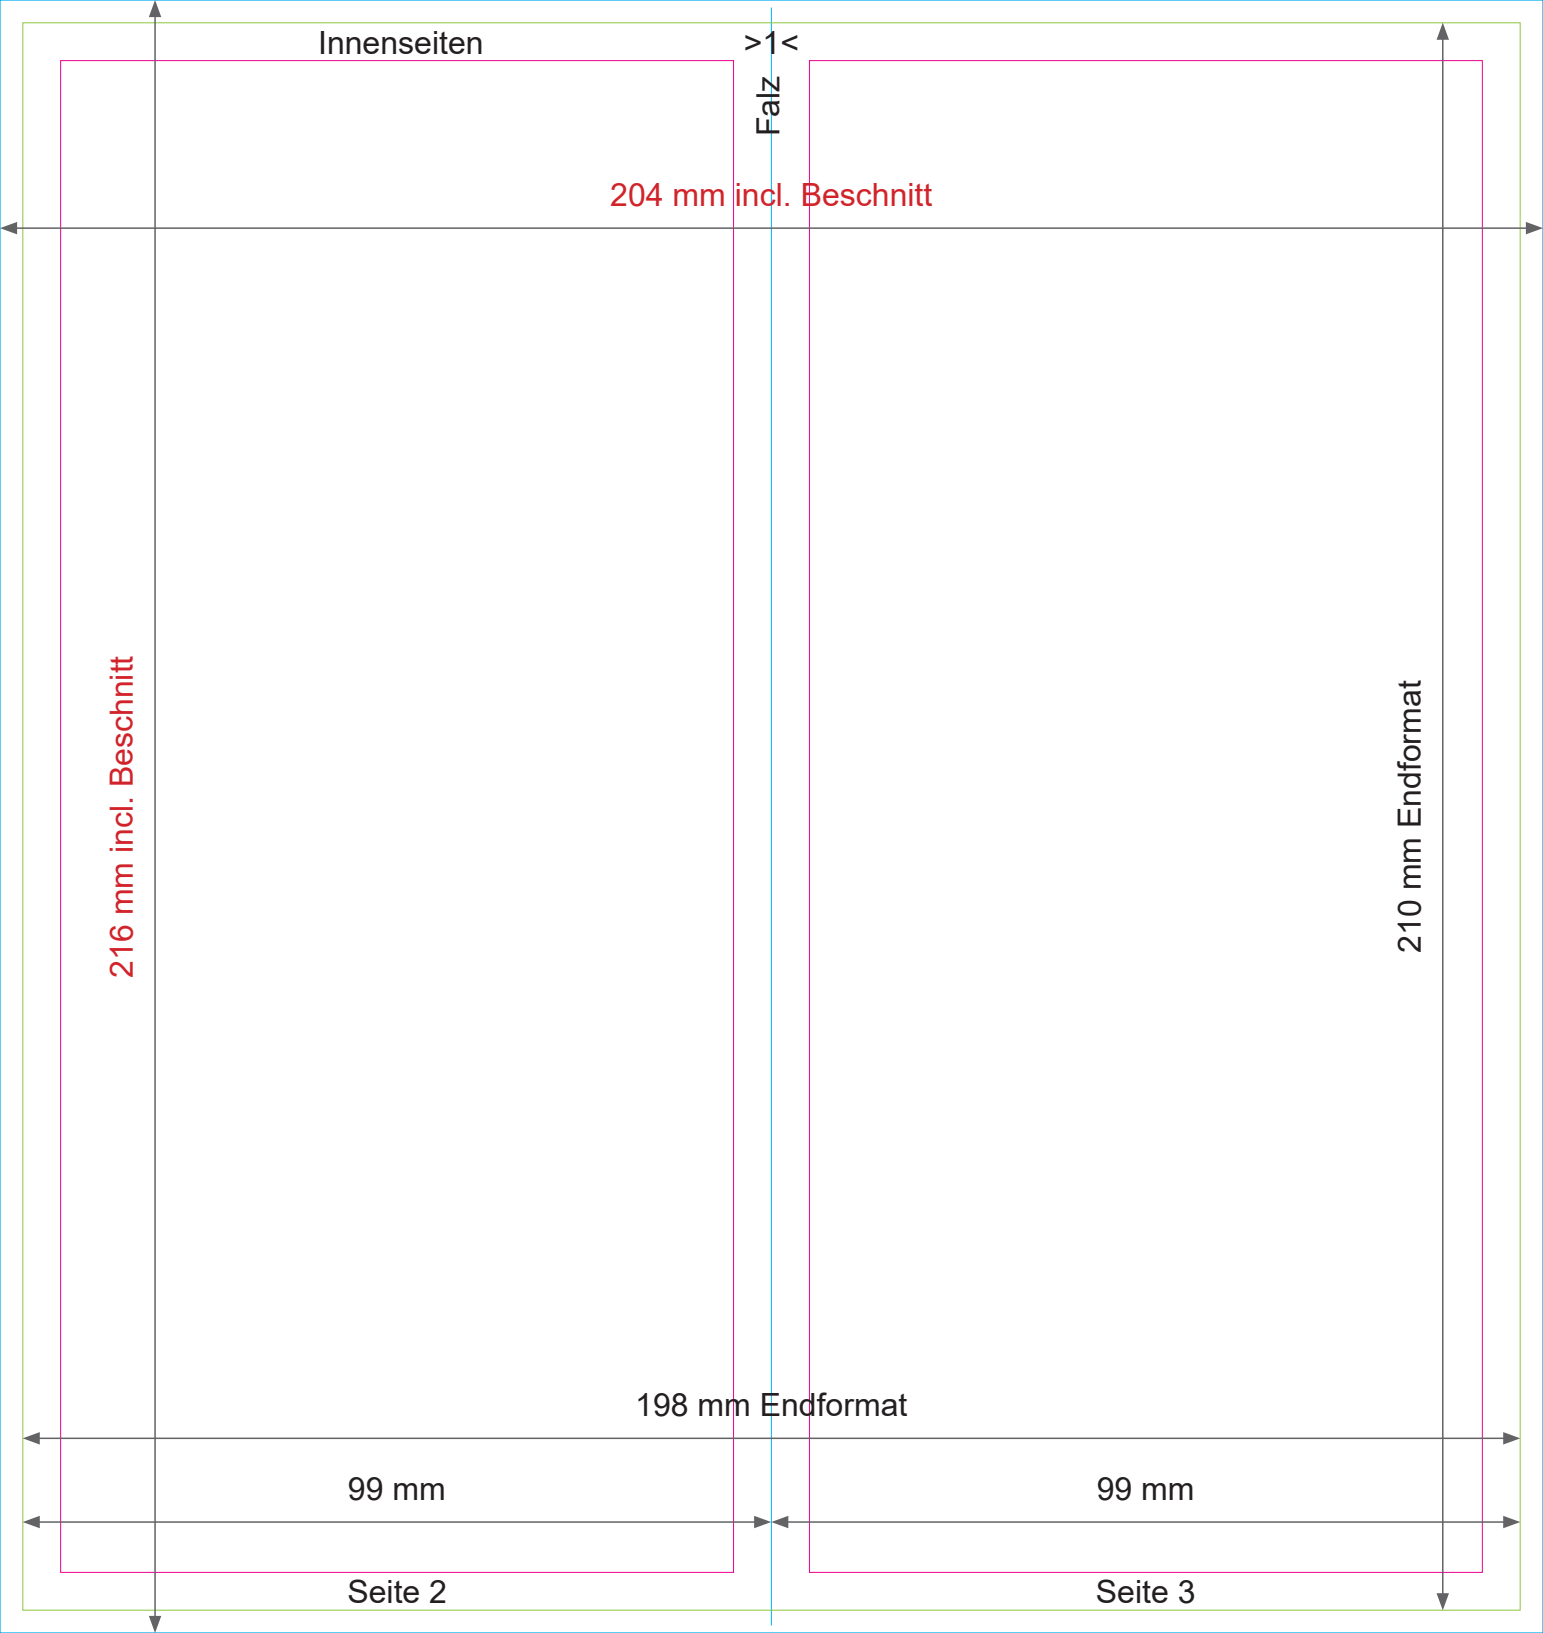 Innenseiten
>1<
Falz
204 mm incl. Beschnitt
216 mm incl. Beschnitt
210 mm Endformat
198 mm Endformat
99 mm
99 mm
Seite 2
Seite 3